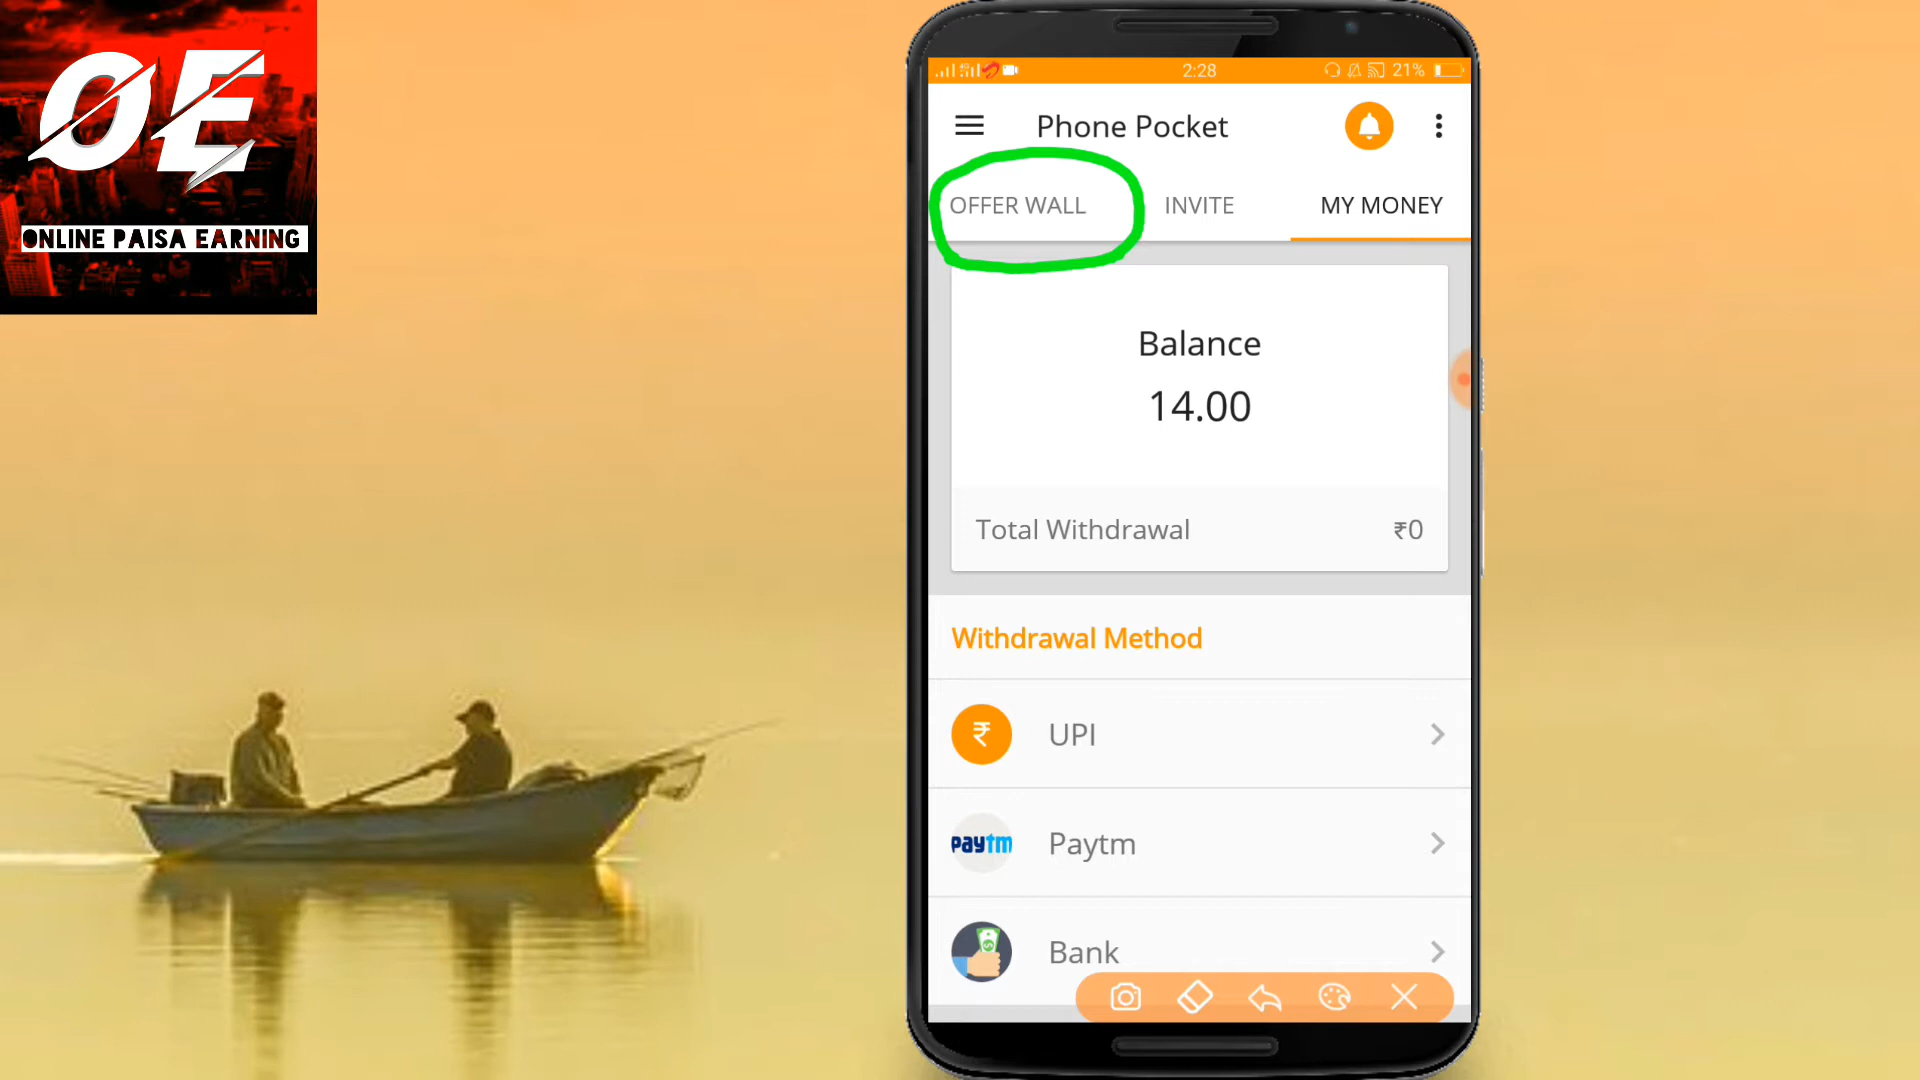 OE
ONLINE PAISA EARNING
2:28
21%
Phone Pocket
OFFER WALL
INVITE
MY MONEY
Balance
14.00
Total Withdrawal
₹0
Withdrawal Method
₹
UPI
paytm
Paytm
Bank